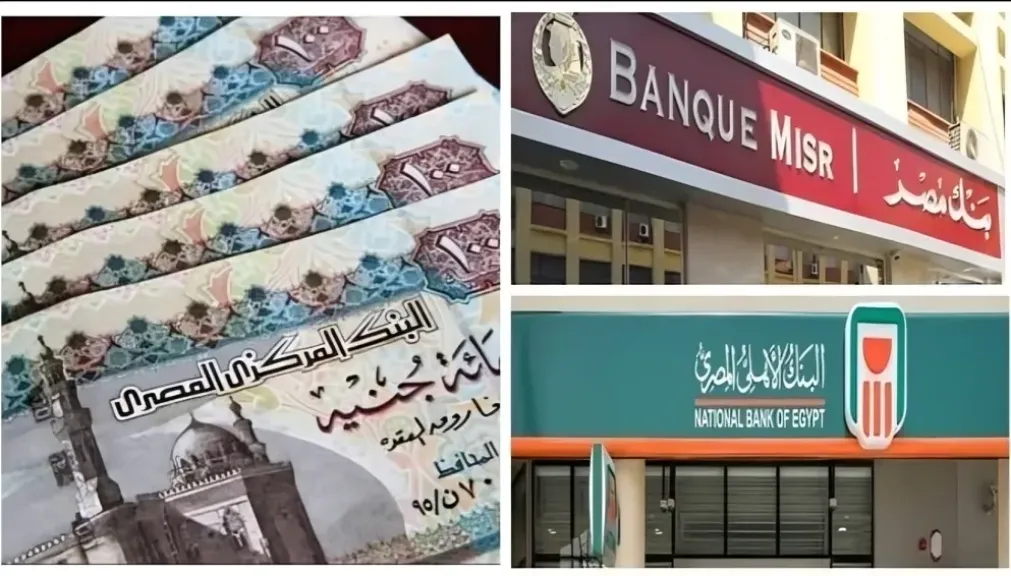 ١٠٠
١٠٠
١٠٠
١٠٠
البنك المركزى المصرى
مائة جنيه
المحافظ
BANQUE MISR | بنك مصر
البنك الأهلي المصري
NATIONAL BANK OF EGYPT